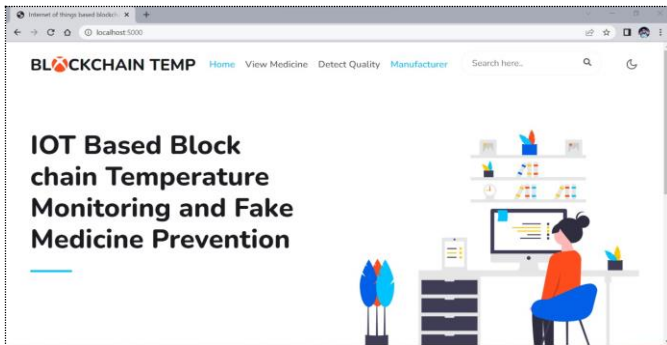 Internet of things based blockch
localhost:5000
BLOCKCHAIN TEMP Home View Medicine Detect Quality Manufacturer Search here..
IOT Based Block
chain Temperature
Monitoring and Fake
Medicine Prevention